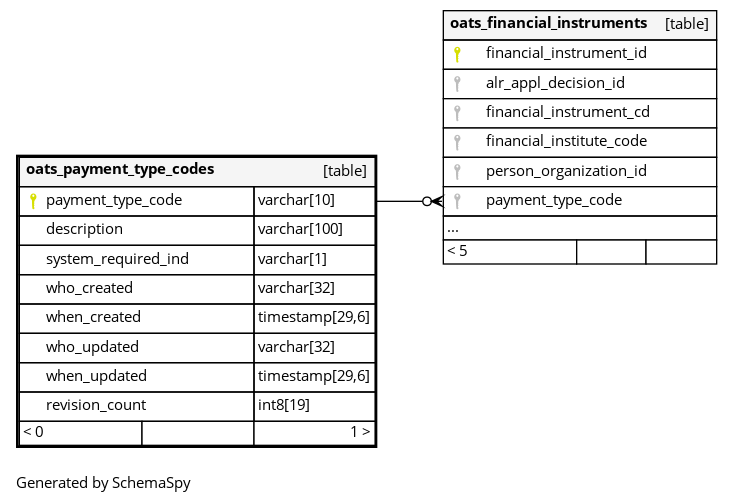 oats_financial_instruments [table]
financial_instrument_id
alr_appl_decision_id
financial_instrument_cd
financial_institute_code
person_organization_id
payment_type_code
...
< 5
oats_payment_type_codes [table]
payment_type_code varchar[10]
description varchar[100]
system_required_ind varchar[1]
who_created varchar[32]
when_created timestamp[29,6]
who_updated varchar[32]
when_updated timestamp[29,6]
revision_count int8[19]
< 0 1 >
Generated by SchemaSpy